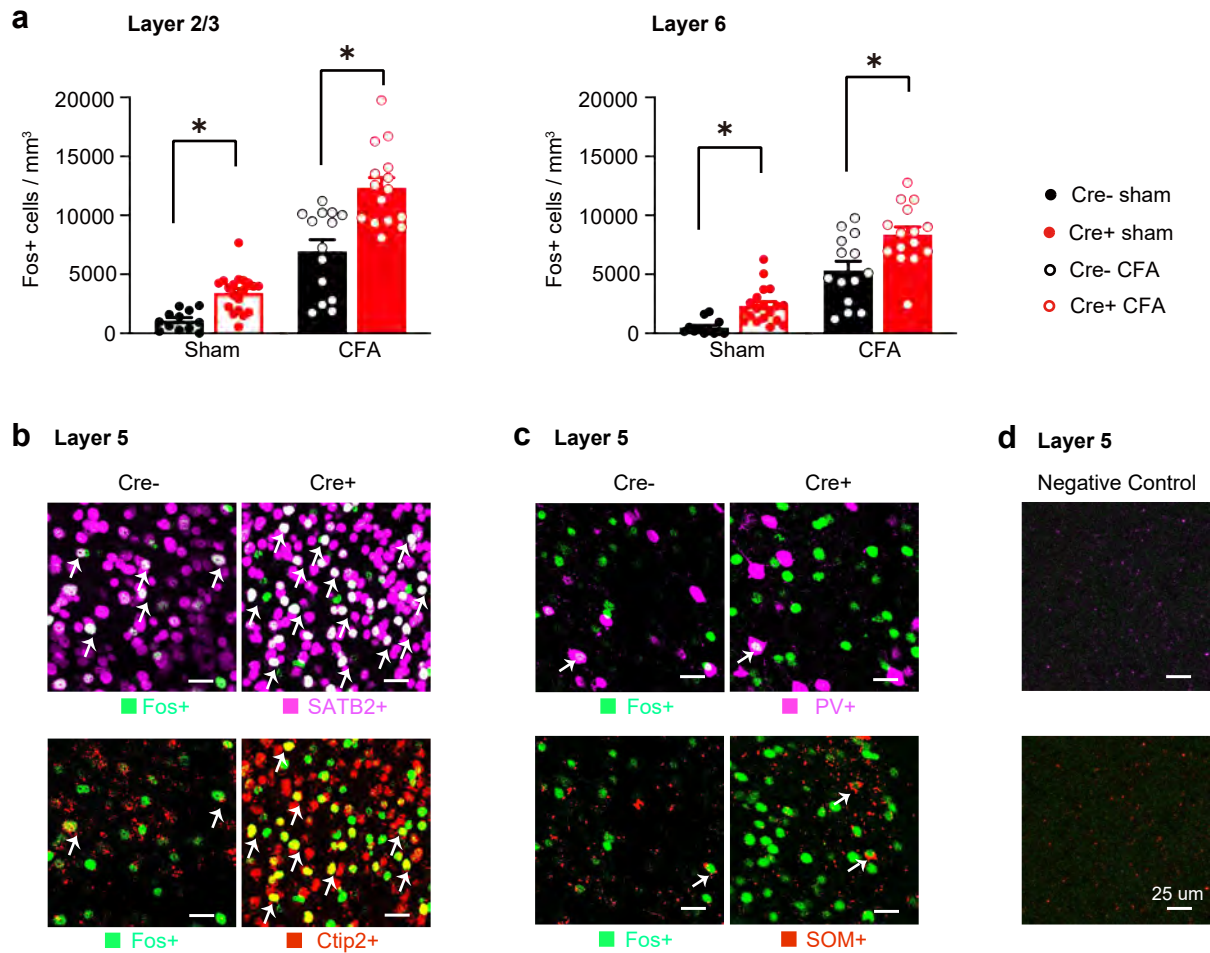 a
Layer 2/3
Layer 6
*
*
*
*
Fos+ cells / mm³
20000
15000
10000
5000
0
Sham
CFA
Fos+ cells / mm³
20000
15000
10000
5000
0
Sham
CFA
Cre- sham
Cre+ sham
Cre- CFA
Cre+ CFA
b Layer 5
Cre-
Cre+
Fos+
SATB2+
Fos+
Ctip2+
c Layer 5
Cre-
Cre+
Fos+
PV+
Fos+
SOM+
d Layer 5
Negative Control
25 um